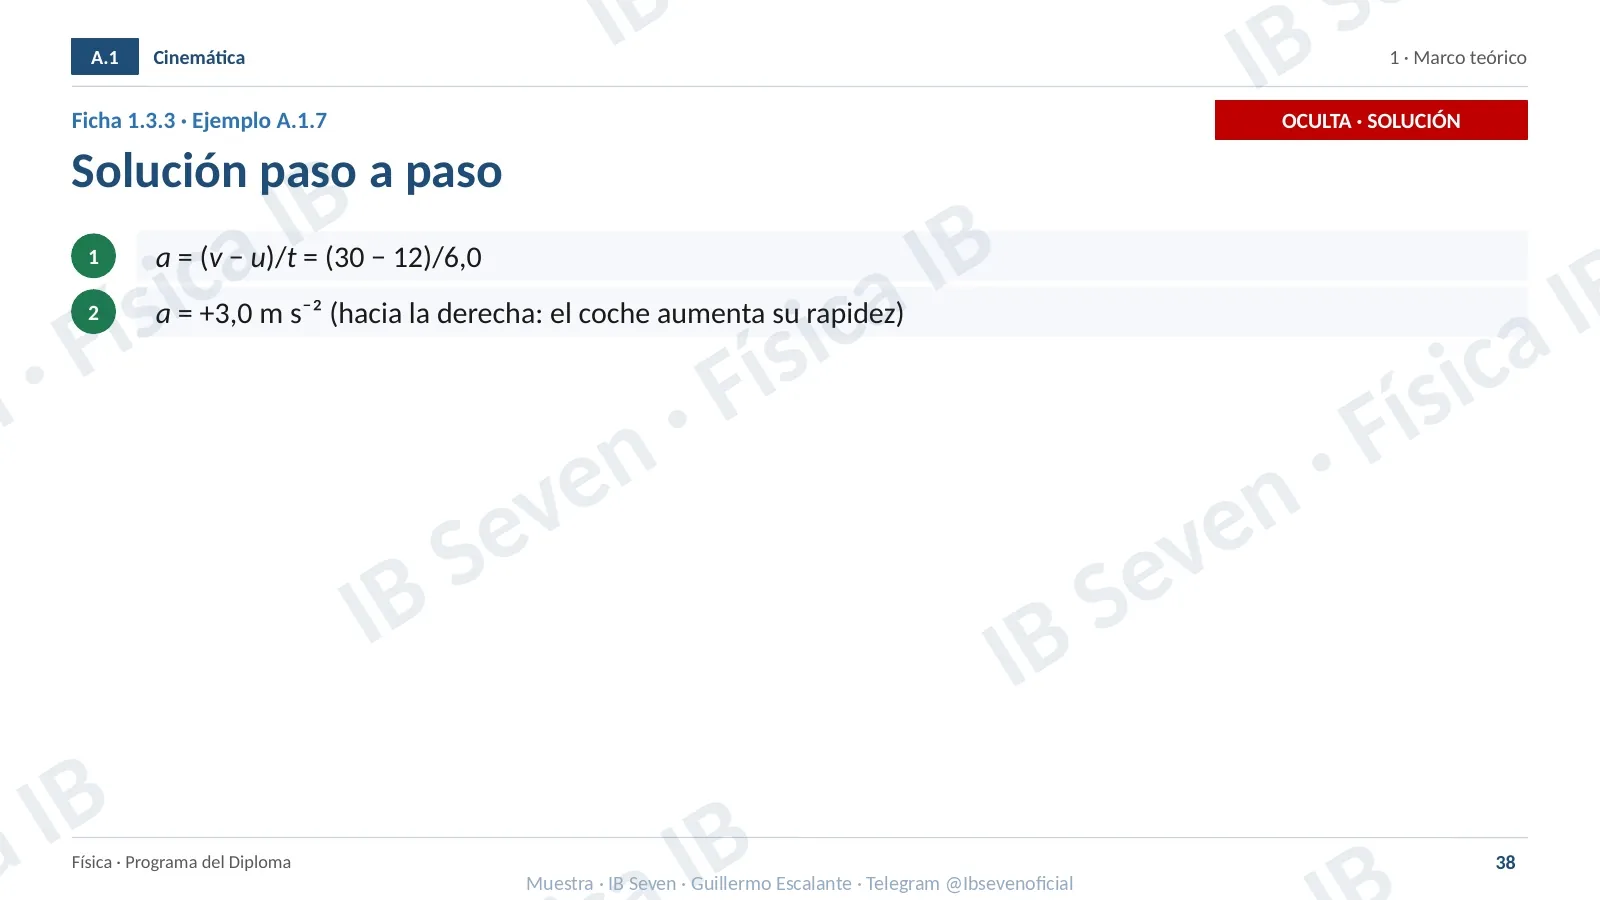 A.1 Cinemática
1 · Marco teórico
Ficha 1.3.3 · Ejemplo A.1.7
OCULTA · SOLUCIÓN
Solución paso a paso
1 a = (v − u)/t = (30 − 12)/6,0
2 a = +3,0 m s⁻² (hacia la derecha: el coche aumenta su rapidez)
IB Seven · Física IB
IB Seven · Física IB
Física · Programa del Diploma
38
Muestra · IB Seven · Guillermo Escalante · Telegram @Ibsevenoficial